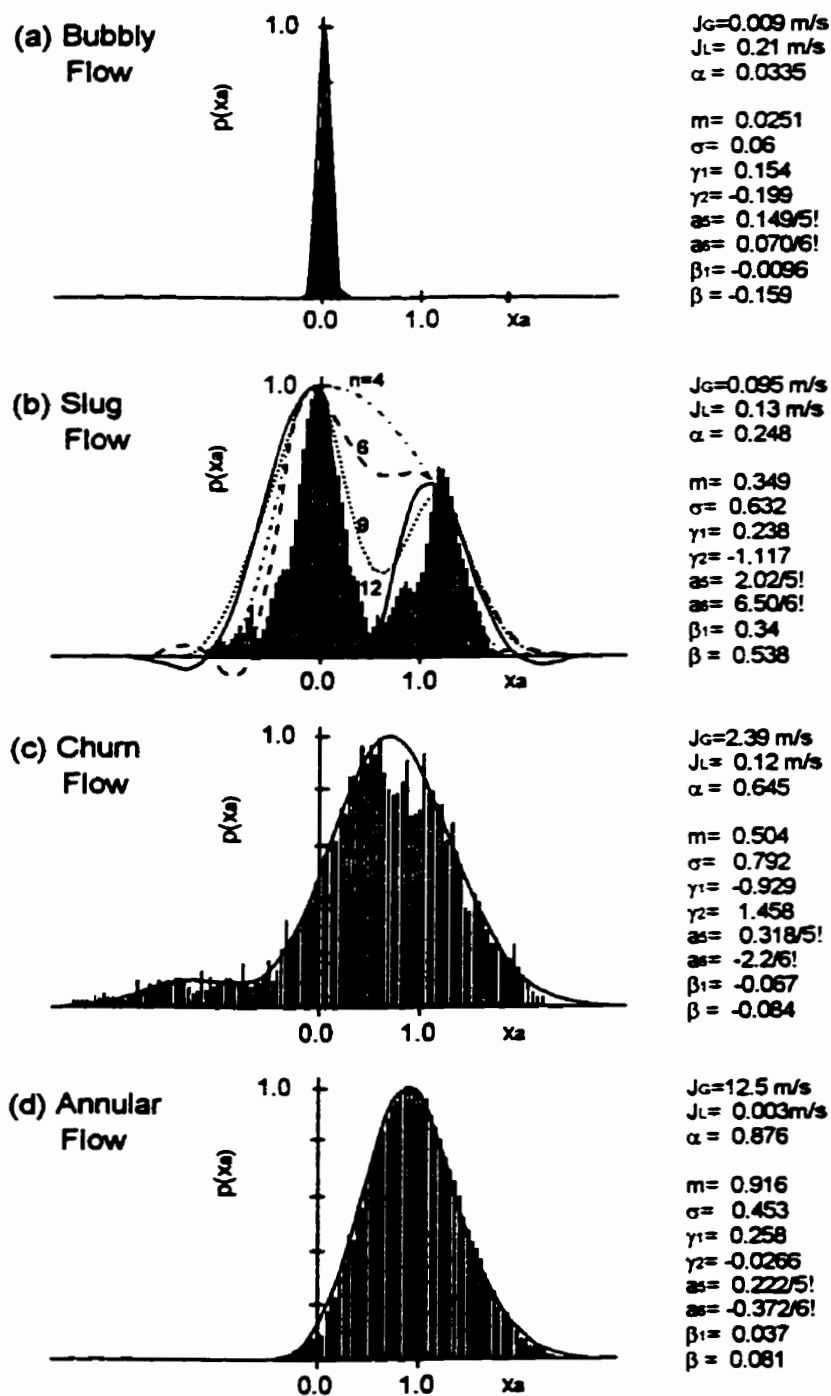 (a) Bubbly
Flow
1.0
p(xa)
0.0 1.0 xa
JG=0.009 m/s
JL= 0.21 m/s
α = 0.0335
m= 0.0251
σ= 0.06
γ1= 0.154
γ2= -0.199
a5= 0.149/5!
a6= 0.070/6!
β1= -0.0096
β = -0.159
(b) Slug
Flow
1.0
n=4
6
9
12
p(xa)
0.0 1.0 xa
JG=0.095 m/s
JL= 0.13 m/s
α = 0.248
m= 0.349
σ= 0.632
γ1= 0.238
γ2= -1.117
a5= 2.02/5!
a6= 6.50/6!
β1= 0.34
β = 0.538
(c) Churn
Flow
1.0
p(xa)
0.0 1.0 xa
JG=2.39 m/s
JL= 0.12 m/s
α = 0.645
m= 0.504
σ= 0.792
γ1= -0.929
γ2= 1.458
a5= 0.318/5!
a6= -2.2/6!
β1= -0.067
β = -0.084
(d) Annular
Flow
1.0
p(xa)
0.0 1.0 xa
JG=12.5 m/s
JL= 0.003m/s
α = 0.876
m= 0.916
σ= 0.453
γ1= 0.258
γ2= -0.0266
a5= 0.222/5!
a6= -0.372/6!
β1= 0.037
β = 0.081